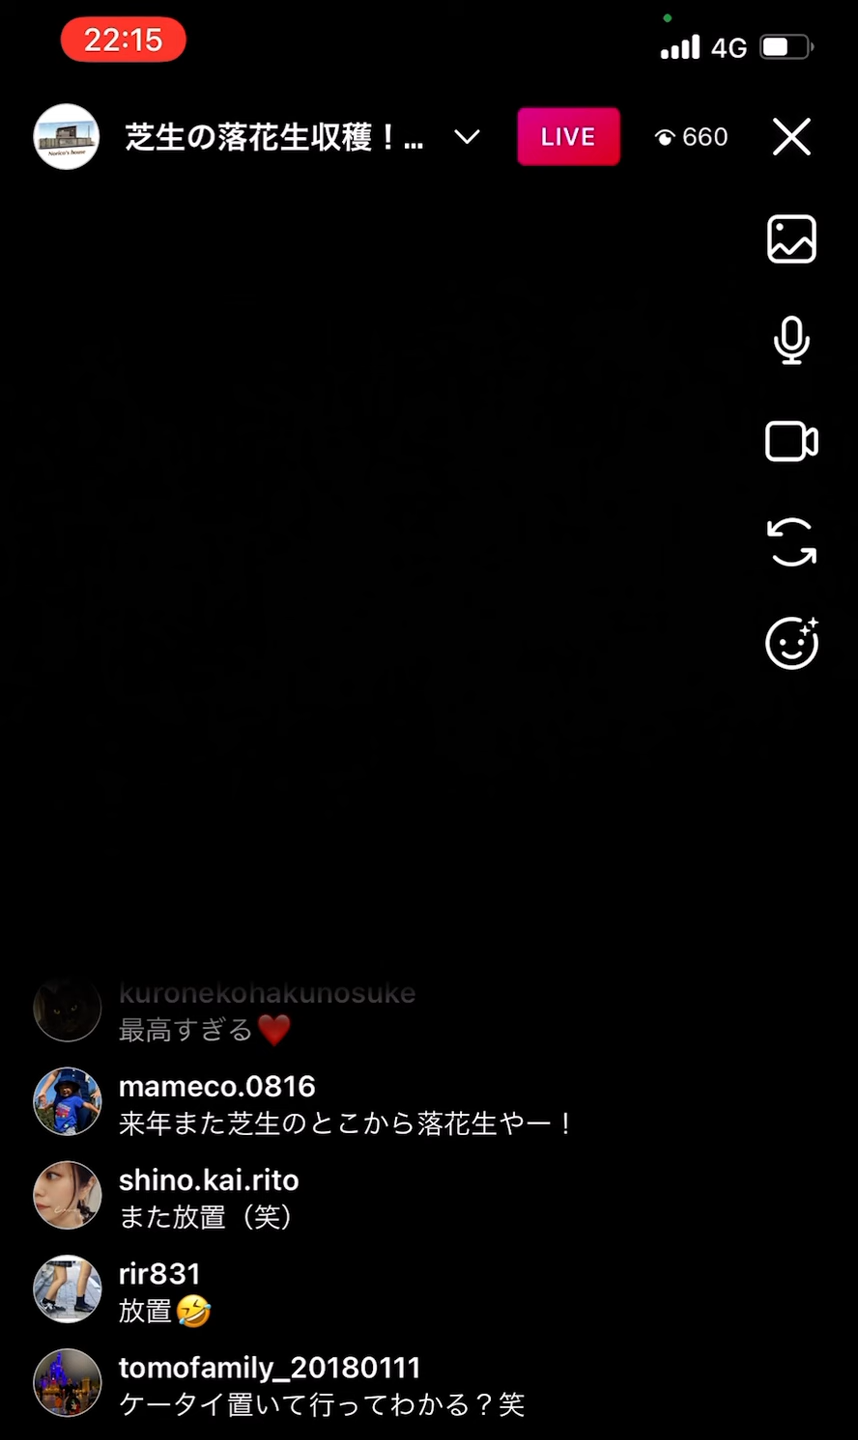 22:15
4G
Norico's house
芝生の落花生収穫！...
LIVE
660
kuronekohakunosuke
最高すぎる❤️
mameco.0816
来年また芝生のとこから落花生やー！
shino.kai.rito
また放置（笑）
rir831
放置🤣
tomofamily_20180111
ケータイ置いて行ってわかる？笑